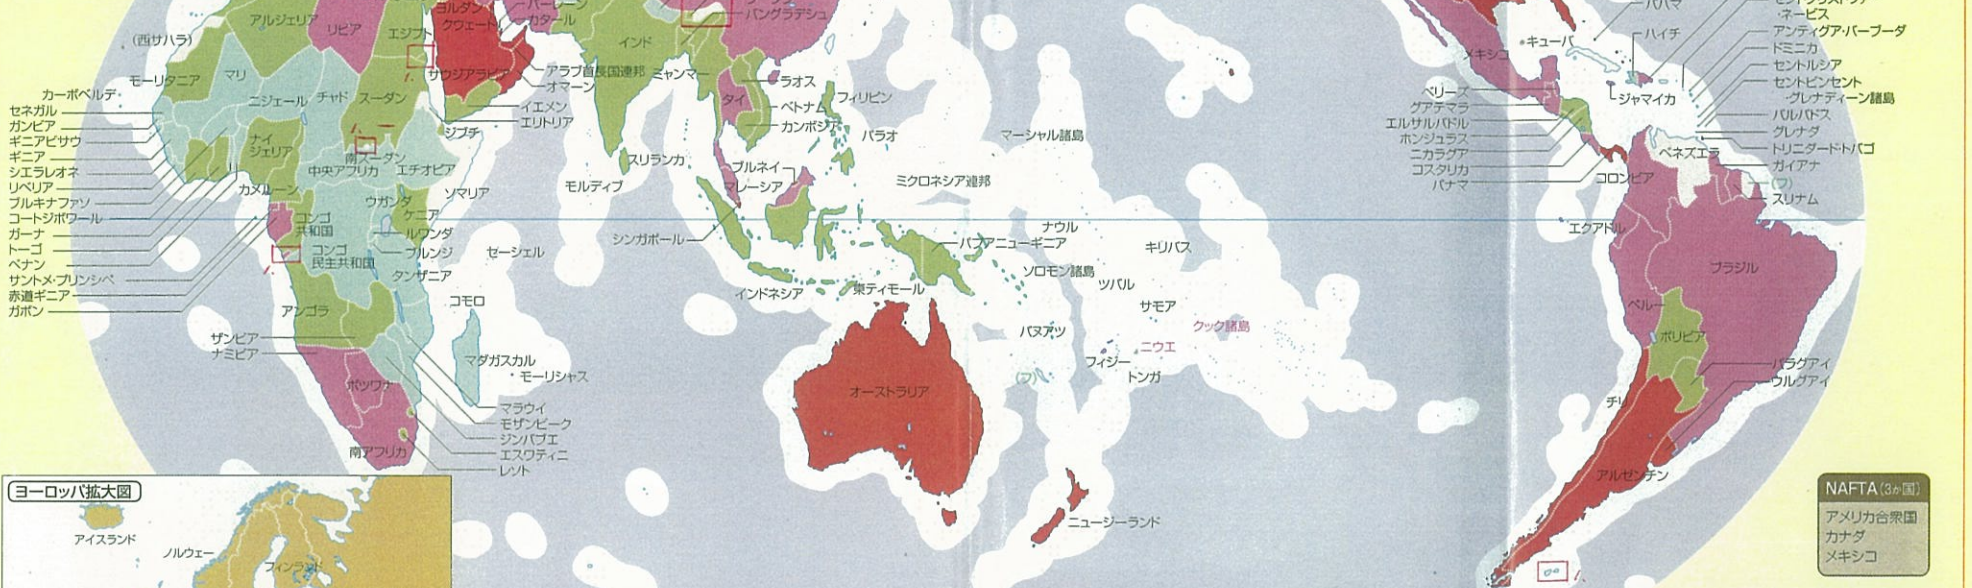 アルジェリア
リビア
エジプト
ヨルダン
クウェート
バーレーン
カタール
バングラデシュ
インド
(西サハラ)
モーリタニア
マリ
ニジェール
チャド
スーダン
サウジアラビア
アラブ首長国連邦
オマーン
イエメン
エリトリア
ジブチ
ミャンマー
ラオス
タイ
ベトナム
カンボジア
フィリピン
パラオ
マーシャル諸島
カーボベルデ
セネガル
ガンビア
ギニアビサウ
ギニア
シエラレオネ
リベリア
ブルキナファソ
コートジボワール
ガーナ
トーゴ
ベナン
サントメ・プリンシペ
赤道ギニア
ガボン
ナイ
ジェリア
南スーダン
中央アフリカ
エチオピア
カメルーン
ソマリア
ウガンダ
ケニア
コンゴ
共和国
ルワンダ
コンゴ
民主共和国
ブルンジ
タンザニア
セーシェル
コモロ
アンゴラ
ザンビア
ナミビア
ボツワナ
マダガスカル
モーリシャス
マラウイ
モザンビーク
ジンバブエ
エスワティニ
レソト
南アフリカ
スリランカ
モルディブ
ブルネイ
マレーシア
シンガポール
インドネシア
東ティモール
ミクロネシア連邦
ナウル
パプアニューギニア
キリバス
ソロモン諸島
ツバル
サモア
クック諸島
バヌアツ
ニウエ
フィジー
トンガ
(フ)
オーストラリア
ニュージーランド
バハマ
ネービス
アンティグア・バーブーダ
ドミニカ
セントルシア
セントビンセント
・グレナディーン諸島
バルバドス
グレナダ
トリニダード・トバゴ
ガイアナ
(フ)
スリナム
メキシコ
キューバ
ハイチ
ジャマイカ
ベリーズ
グアテマラ
エルサルバドル
ホンジュラス
ニカラグア
コスタリカ
パナマ
ベネズエラ
コロンビア
エクアドル
ブラジル
ペルー
ボリビア
パラグアイ
ウルグアイ
チリ
アルゼンチン
ヨーロッパ拡大図
アイスランド
ノルウェー
フィンランド
NAFTA(3か国)
アメリカ合衆国
カナダ
メキシコ